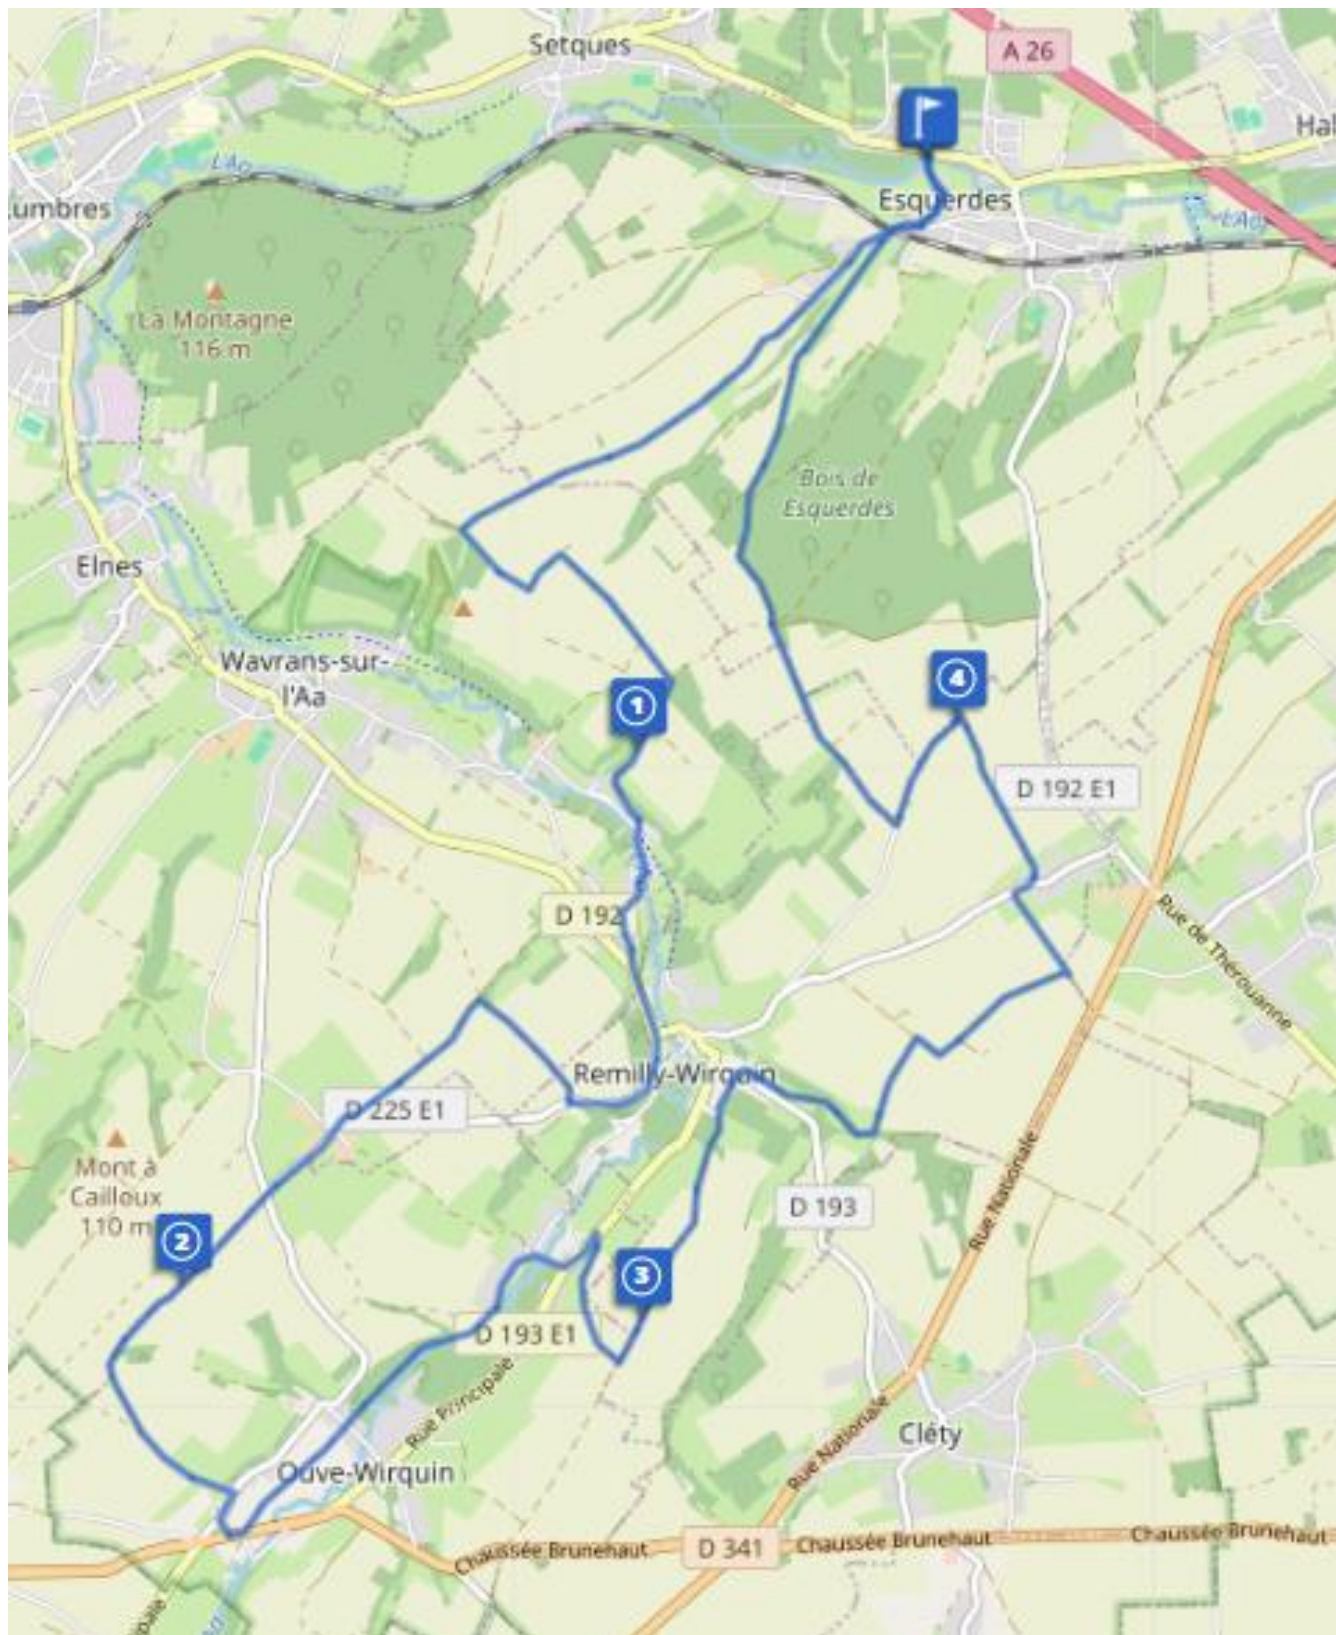 Setques
A 26
Hal
L'Aa
Esquerdes
L'Aa
Lumbres
La Montagne
116 m
Bois de
Esquerdes
Elnes
Wavrans-sur-
l'Aa
1
4
D 192 E1
D 192
Rue de Thérouanne
Remilly-Wirquin
D 225 E1
Mont à
Cailloux
110 m
2
D 193
Rue Nationale
3
D 193 E1
Rue Principale
Rue Nationale
Cléty
Ouve-Wirquin
Chaussée Brunehaut
D 341
Chaussée Brunehaut
Chaussée Brunehaut
ipale